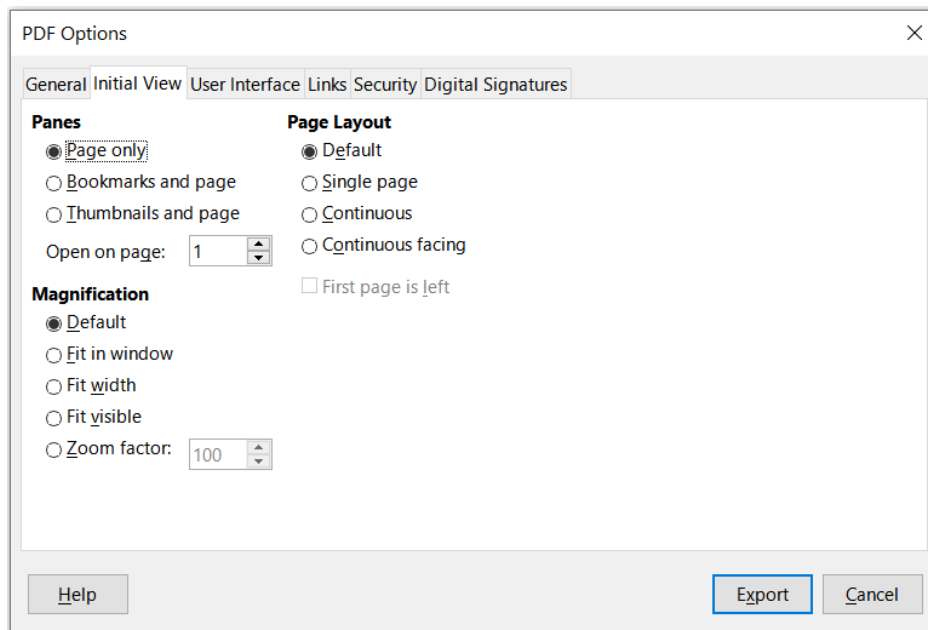 PDF Options
General Initial View User Interface Links Security Digital Signatures
Panes
Page only
Bookmarks and page
Thumbnails and page
Open on page: 1
Magnification
Default
Fit in window
Fit width
Fit visible
Zoom factor: 100
Page Layout
Default
Single page
Continuous
Continuous facing
First page is left
Help
Export
Cancel